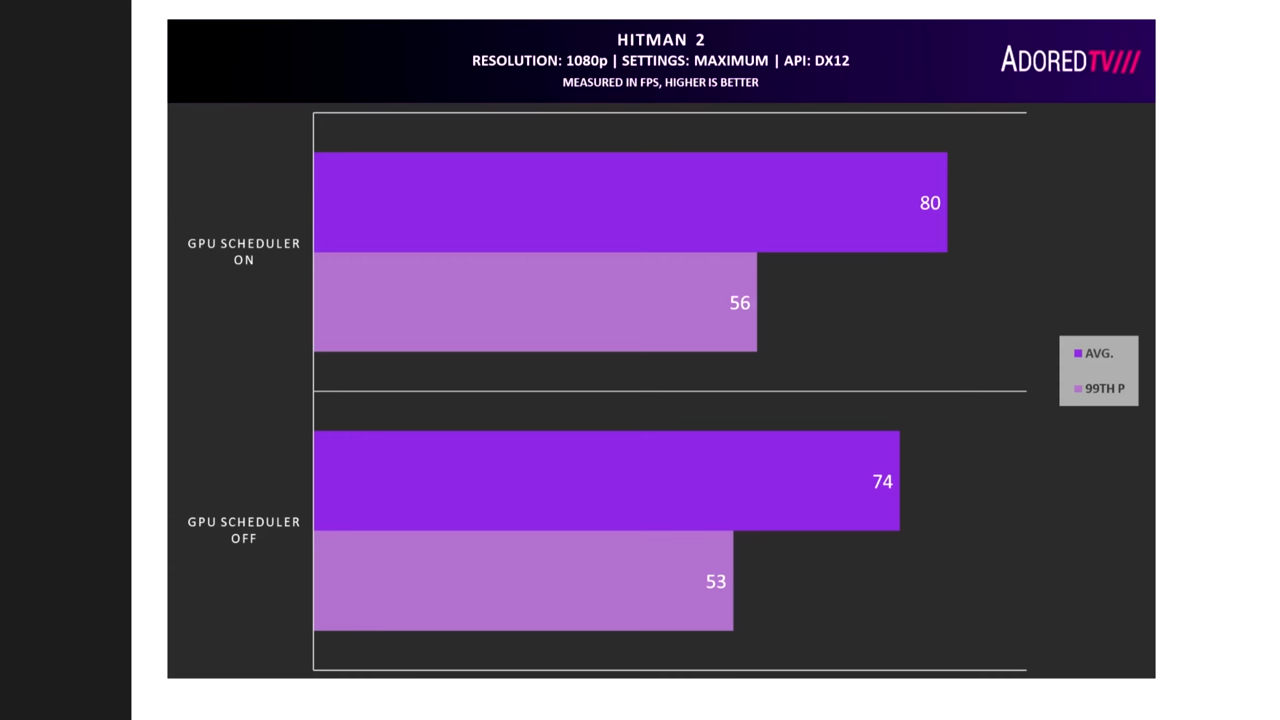 HITMAN 2
RESOLUTION: 1080p | SETTINGS: MAXIMUM | API: DX12
MEASURED IN FPS, HIGHER IS BETTER
ADOREDTV///
GPU SCHEDULER
ON
80
56
AVG.
99TH P
GPU SCHEDULER
OFF
74
53